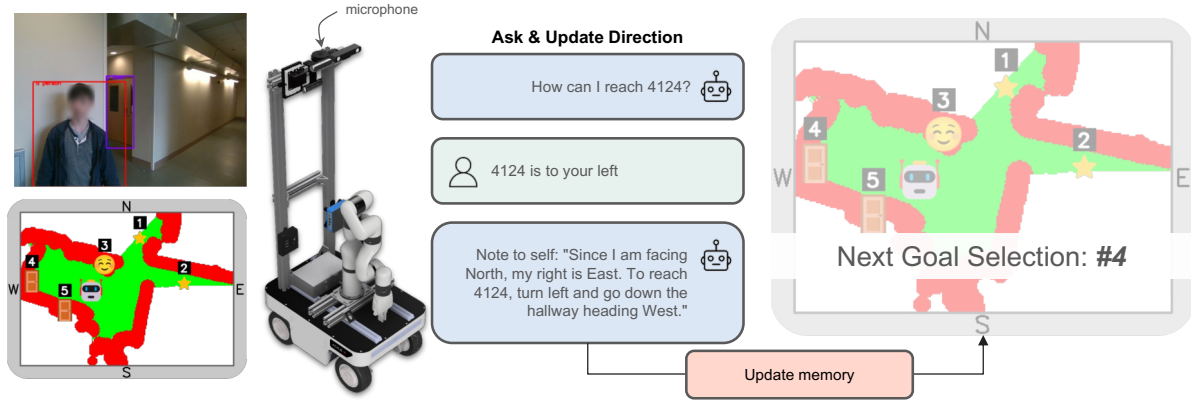 microphone
is person
Ask & Update Direction
How can I reach 4124?
4124 is to your left
Note to self: "Since I am facing
North, my right is East. To reach
4124, turn left and go down the
hallway heading West."
Update memory
N
1
3
2
4
5
W
E
S
N
1
3
2
4
W
E
5
Next Goal Selection: #4
S